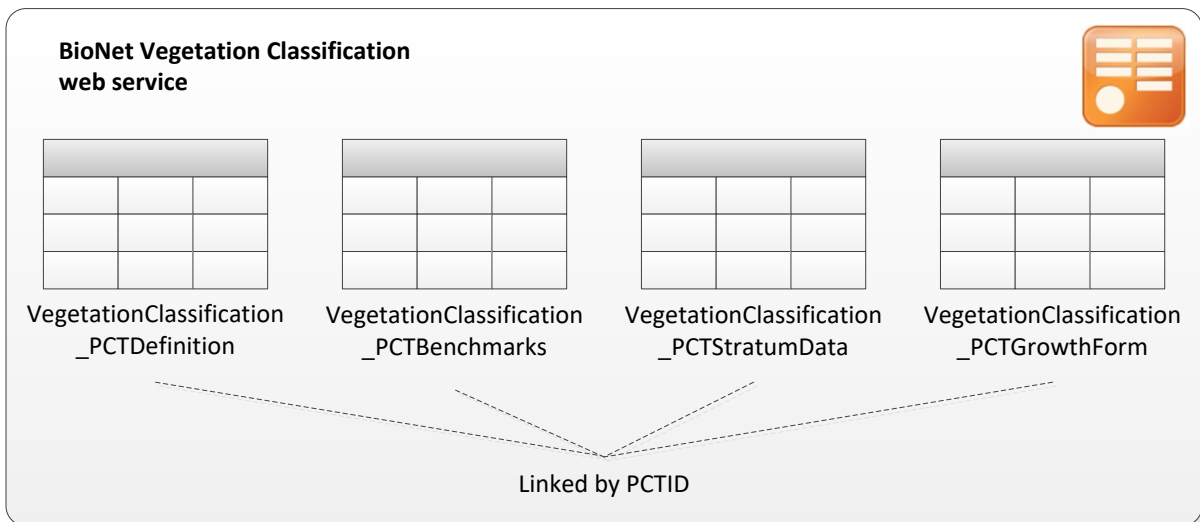 BioNet Vegetation Classification
web service
VegetationClassification
_PCTDefinition
VegetationClassification
_PCTBenchmarks
VegetationClassification
_PCTStratumData
VegetationClassification
_PCTGrowthForm
Linked by PCTID